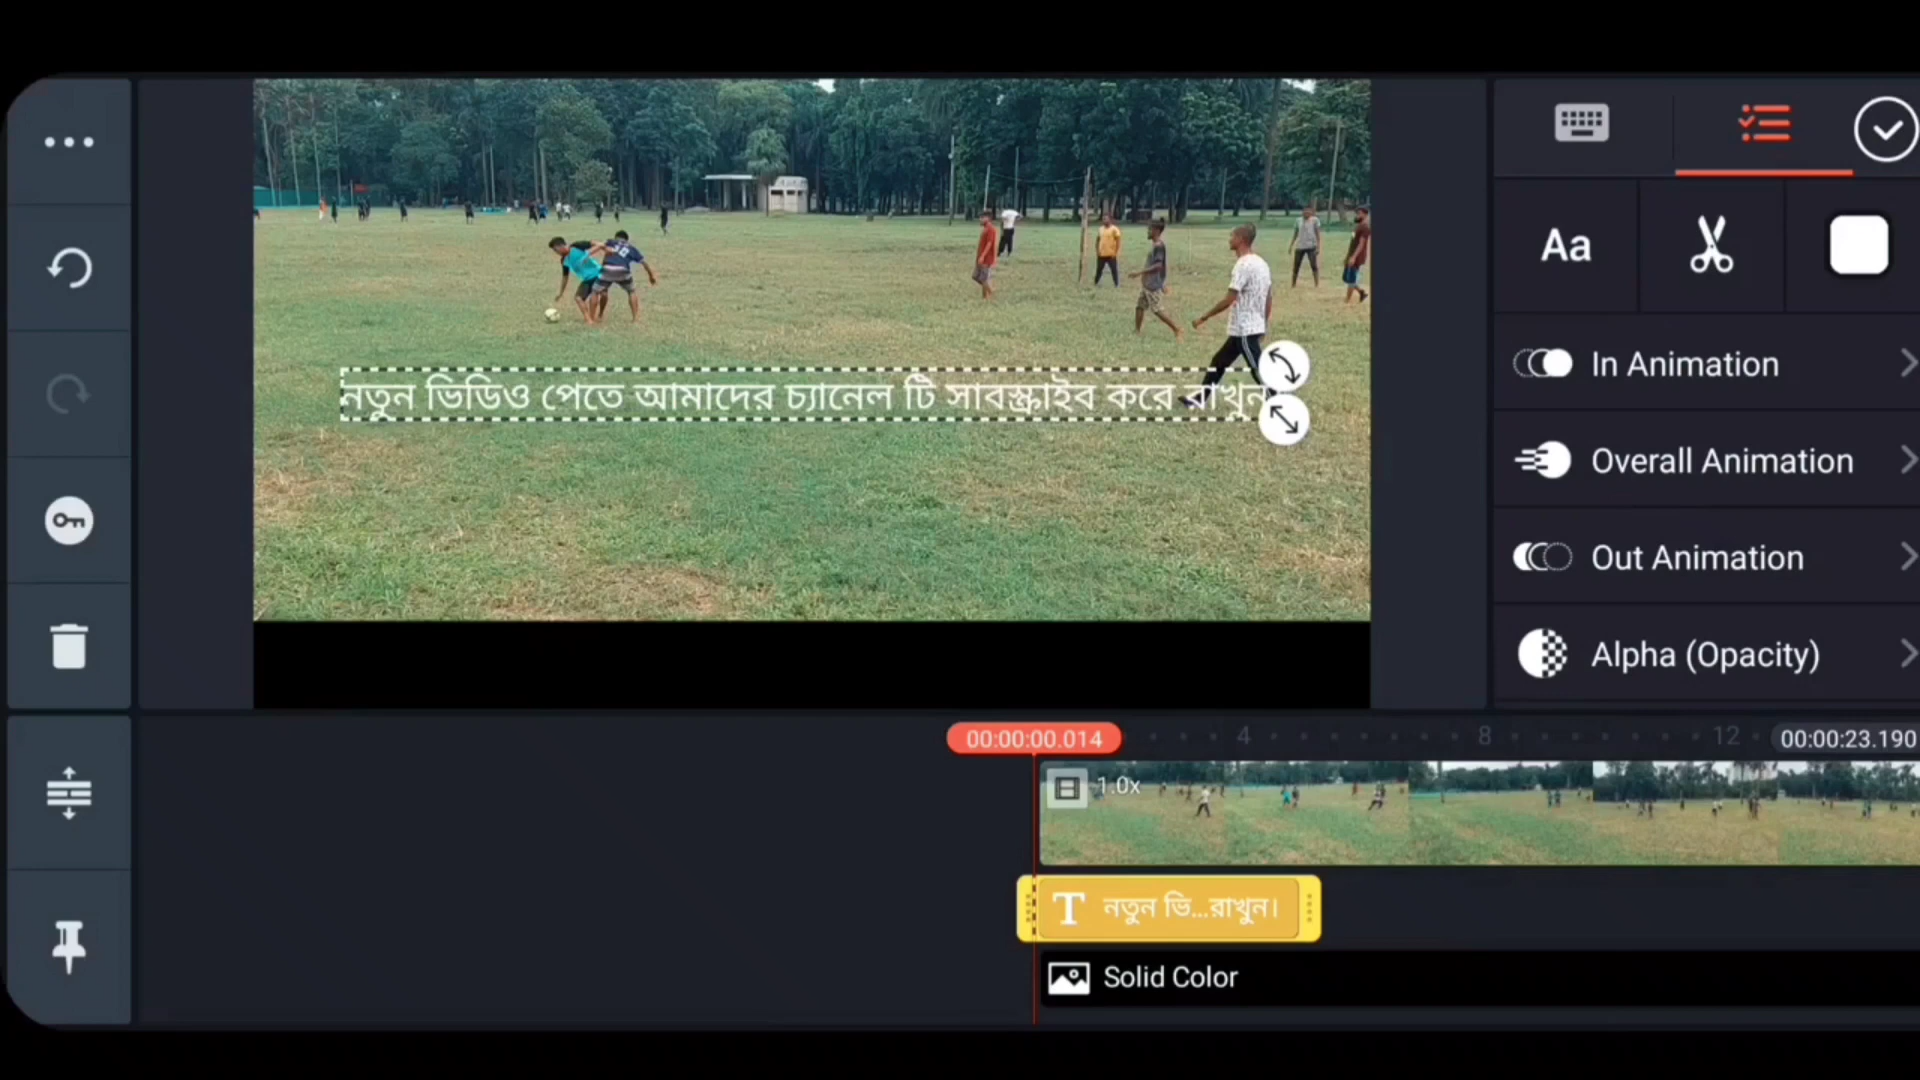 নতুন ভিডিও পেতে আমাদের চ্যানেল টি সাবস্ক্রাইব করে রাখুন
Aa
In Animation
Overall Animation
Out Animation
Alpha (Opacity)
00:00:00.014
4
8
12
00:00:23.190
1.0x
T নতুন ভি...রাখুন।
Solid Color